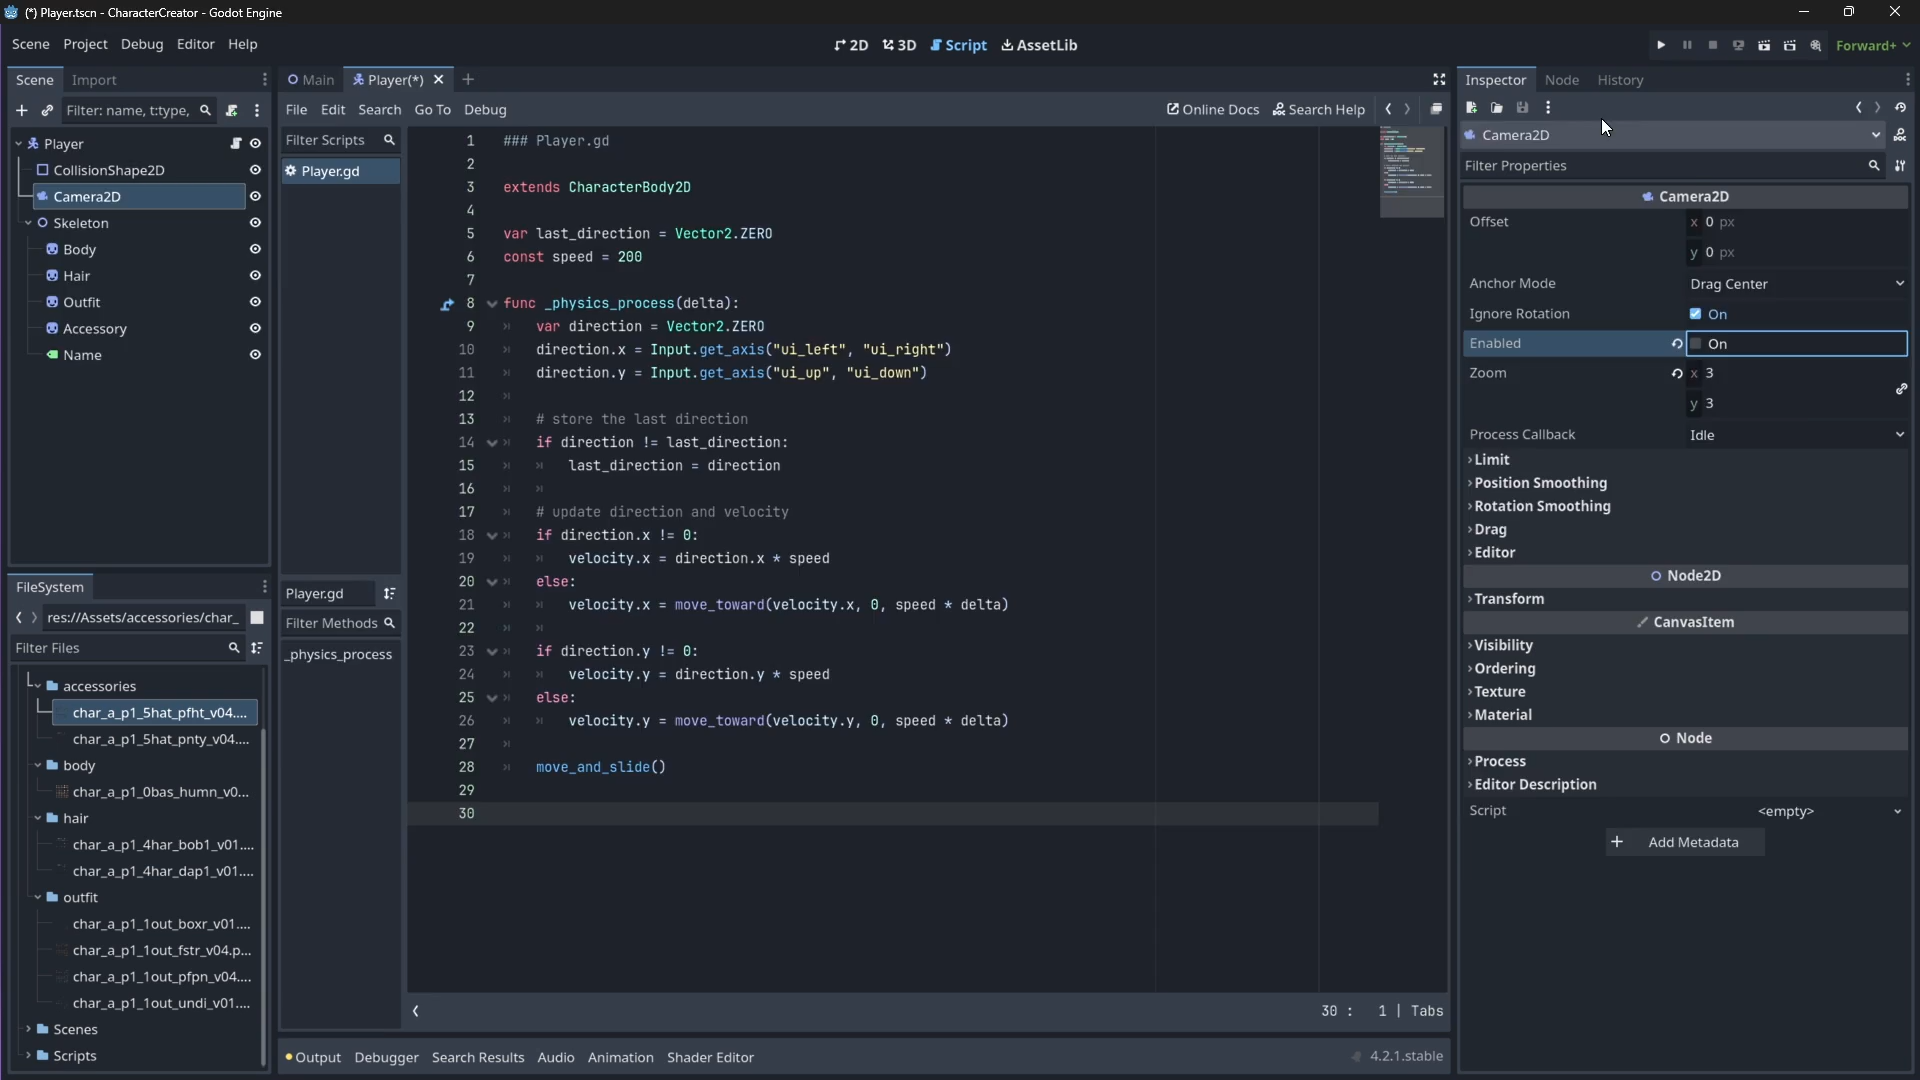 (*) Player.tscn - CharacterCreator - Godot Engine
Scene Project Debug Editor Help
2D 3D Script AssetLib
Forward+
Scene Import
Filter: name, t:type,
Player
CollisionShape2D
Camera2D
Skeleton
Body
Hair
Outfit
Accessory
Name
FileSystem
res://Assets/accessories/char_
Filter Files
accessories
char_a_p1_5hat_pfht_v04....
char_a_p1_5hat_pnty_v04....
body
char_a_p1_0bas_humn_v0...
hair
char_a_p1_4har_bob1_v01....
char_a_p1_4har_dap1_v01....
outfit
char_a_p1_1out_boxr_v01....
char_a_p1_1out_fstr_v04.p...
char_a_p1_1out_pfpn_v04....
char_a_p1_1out_undi_v01....
Scenes
Scripts
Main Player(*)
File Edit Search Go To Debug
Online Docs Search Help
Filter Scripts
Player.gd
Player.gd
Filter Methods
_physics_process
1 ### Player.gd
2
3 extends CharacterBody2D
4
5 var last_direction = Vector2.ZERO
6 const speed = 200
7
8 func _physics_process(delta):
9 var direction = Vector2.ZERO
10 direction.x = Input.get_axis("ui_left", "ui_right")
11 direction.y = Input.get_axis("ui_up", "ui_down")
12
13 # store the last direction
14 if direction != last_direction:
15 last_direction = direction
16
17 # update direction and velocity
18 if direction.x != 0:
19 velocity.x = direction.x * speed
20 else:
21 velocity.x = move_toward(velocity.x, 0, speed * delta)
22
23 if direction.y != 0:
24 velocity.y = direction.y * speed
25 else:
26 velocity.y = move_toward(velocity.y, 0, speed * delta)
27
28 move_and_slide()
29
30
30 : 1 | Tabs
Output Debugger Search Results Audio Animation Shader Editor
4.2.1.stable
Inspector Node History
Camera2D
Filter Properties
Camera2D
Offset x 0 px
y 0 px
Anchor Mode Drag Center
Ignore Rotation On
Enabled On
Zoom x 3
y 3
Process Callback Idle
Limit
Position Smoothing
Rotation Smoothing
Drag
Editor
Node2D
Transform
CanvasItem
Visibility
Ordering
Texture
Material
Node
Process
Editor Description
Script <empty>
+ Add Metadata